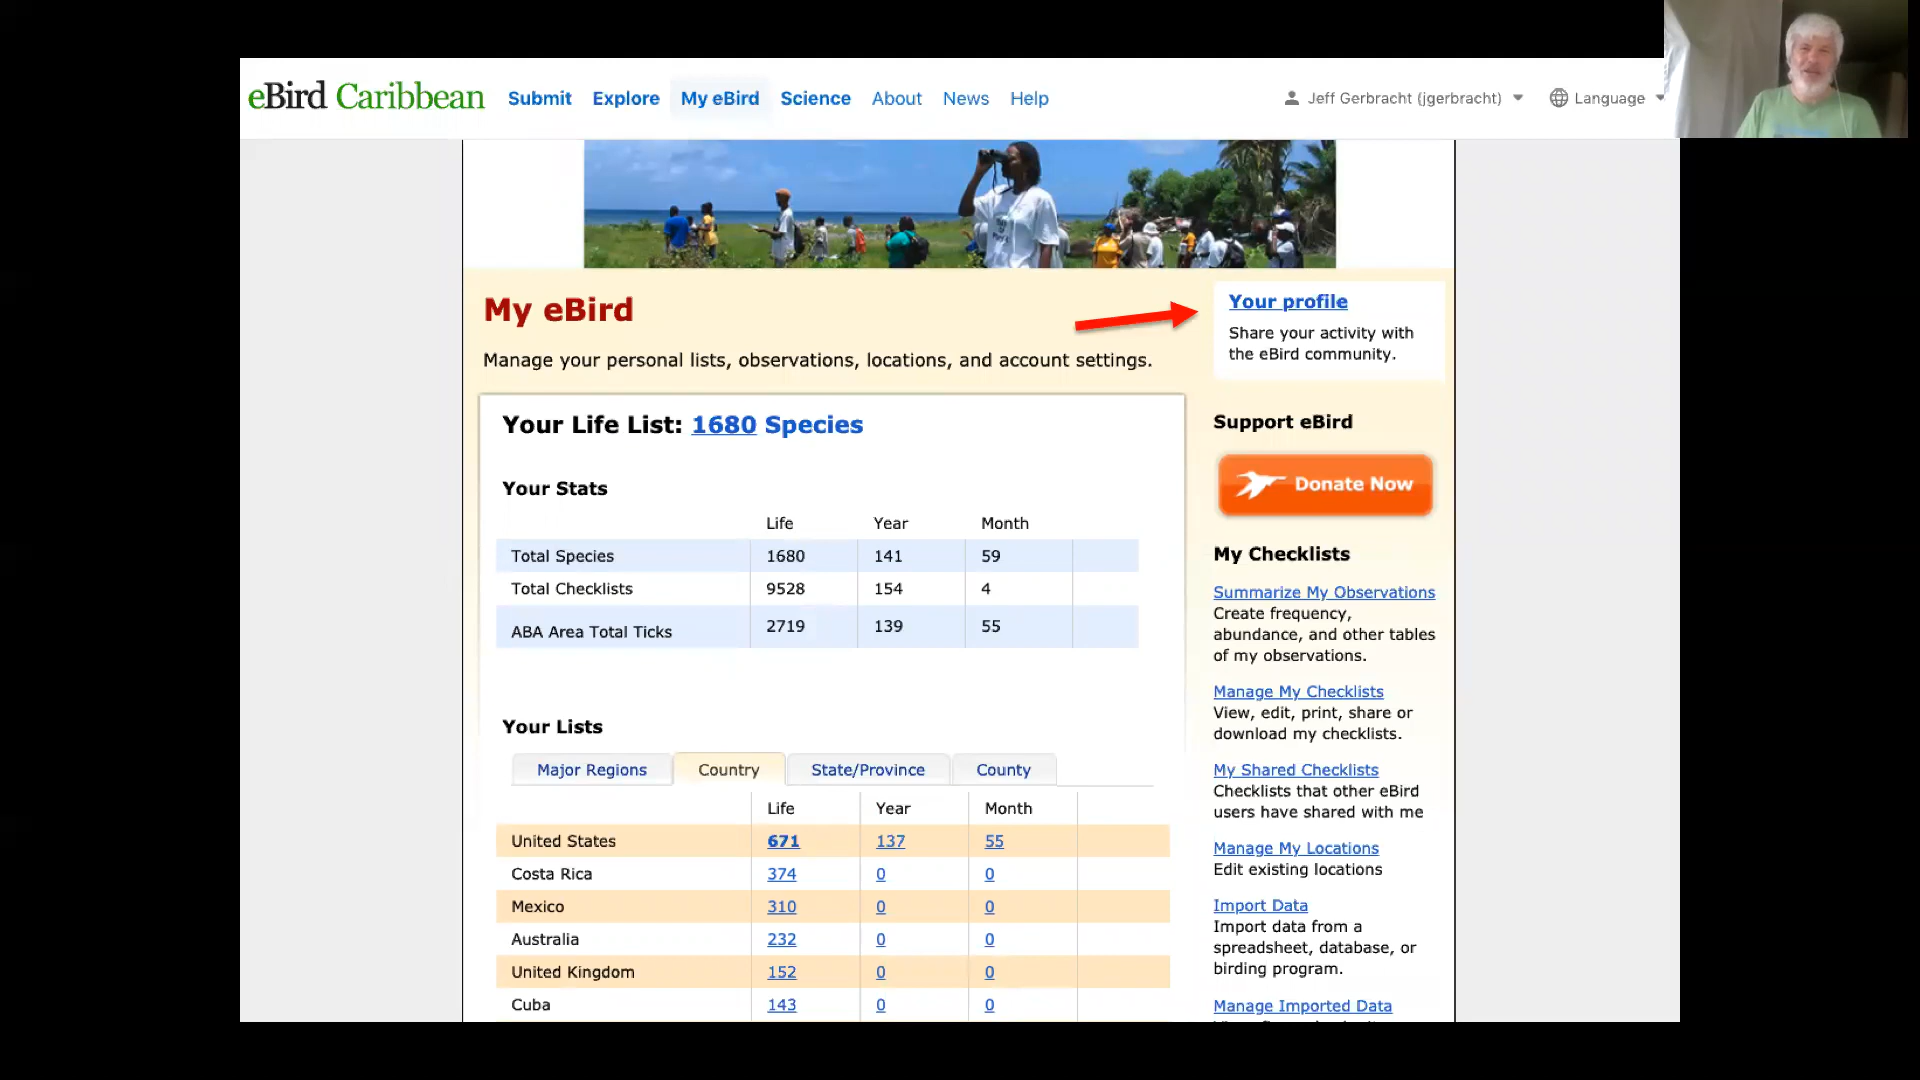 eBird Caribbean Submit Explore My eBird Science About News Help Jeff Gerbracht (jgerbracht) Language
My eBird
Manage your personal lists, observations, locations, and account settings.
Your Life List: 1680 Species
Your Stats
Life Year Month
Total Species 1680 141 59
Total Checklists 9528 154 4
ABA Area Total Ticks 2719 139 55
Your Lists
Major Regions Country State/Province County
Life Year Month
United States 671 137 55
Costa Rica 374 0 0
Mexico 310 0 0
Australia 232 0 0
United Kingdom 152 0 0
Cuba 143 0 0
Your profile
Share your activity with
the eBird community.
Support eBird
Donate Now
My Checklists
Summarize My Observations
Create frequency,
abundance, and other tables
of my observations.
Manage My Checklists
View, edit, print, share or
download my checklists.
My Shared Checklists
Checklists that other eBird
users have shared with me
Manage My Locations
Edit existing locations
Import Data
Import data from a
spreadsheet, database, or
birding program.
Manage Imported Data